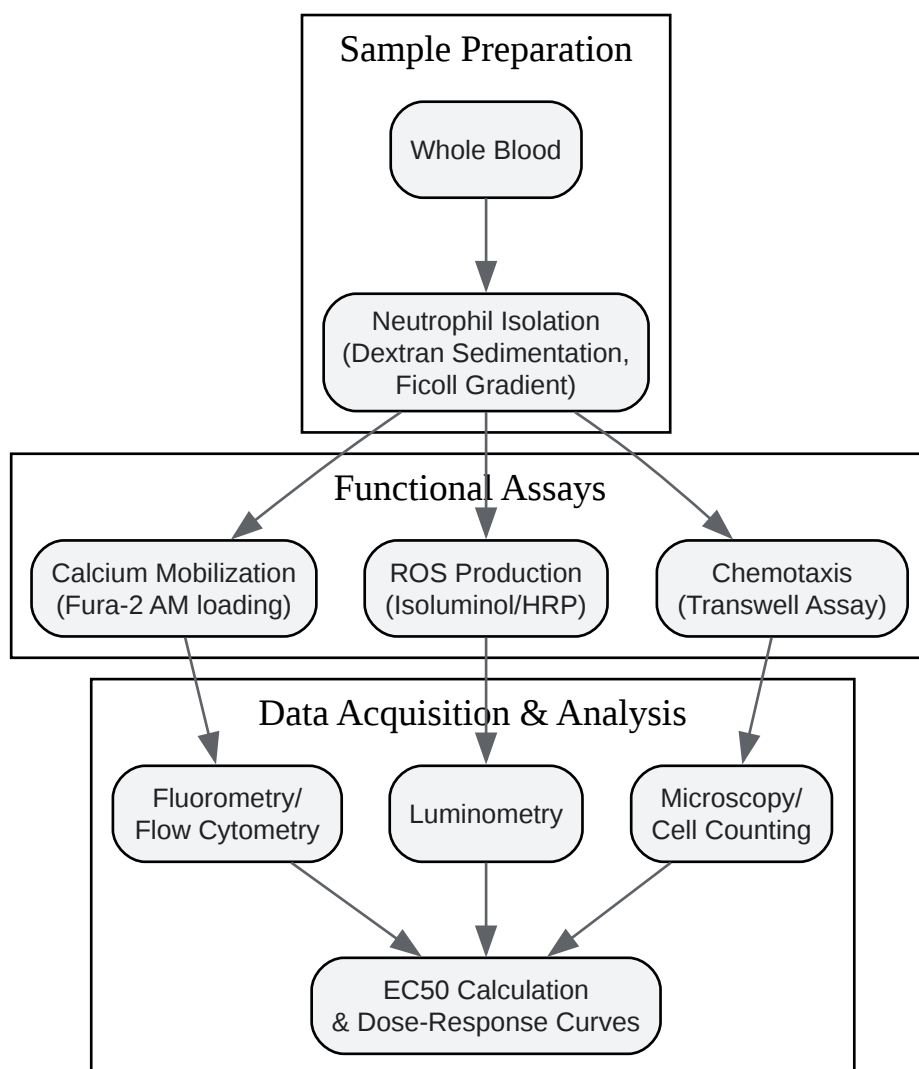 Sample Preparation
Whole Blood
Neutrophil Isolation
(Dextran Sedimentation,
Ficoll Gradient)
Functional Assays
Calcium Mobilization
(Fura-2 AM loading)
ROS Production
(Isoluminol/HRP)
Chemotaxis
(Transwell Assay)
Data Acquisition & Analysis
Fluorometry/
Flow Cytometry
Luminometry
Microscopy/
Cell Counting
EC50 Calculation
& Dose-Response Curves